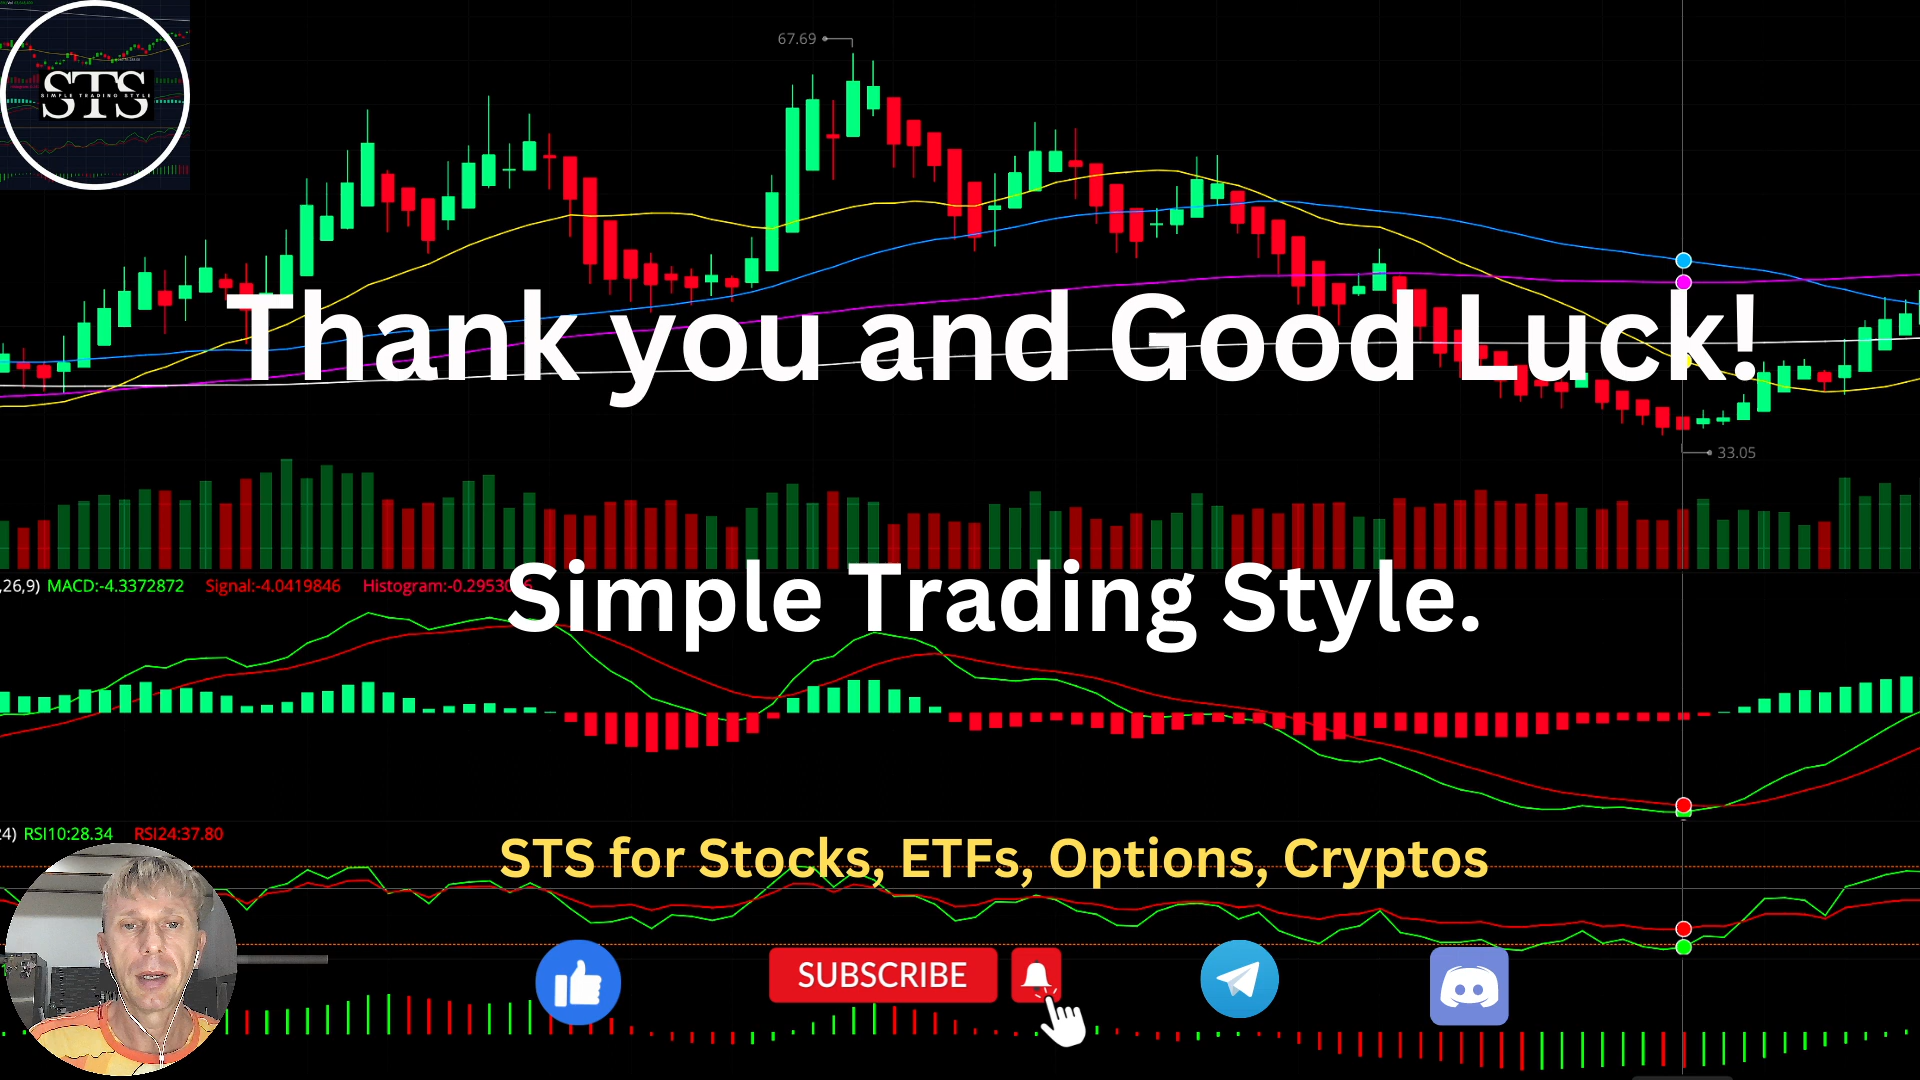 STS
SIMPLE TRADING STYLE
67.69
Thank you and Good Luck!
33.05
,26,9) MACD:-4.3372872 Signal:-4.0419846 Histogram:-0.2953
Simple Trading Style.
24) RSI10:28.34 RSI24:37.80
STS for Stocks, ETFs, Options, Cryptos
SUBSCRIBE